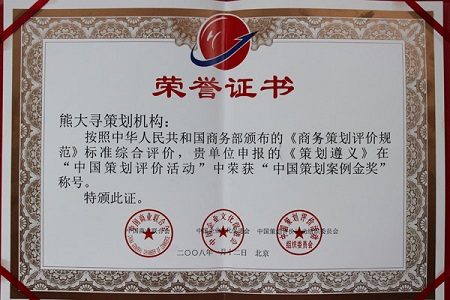 荣誉证书
熊大寻策划机构：
按照中华人民共和国商务部颁布的《商务策划评价规
范》标准综合评价，贵单位申报的《策划遵义》在
“中国策划评价活动”中荣获“中国策划案例金奖”
称号。
特颁此证。
二〇〇八年一月十二日 北京